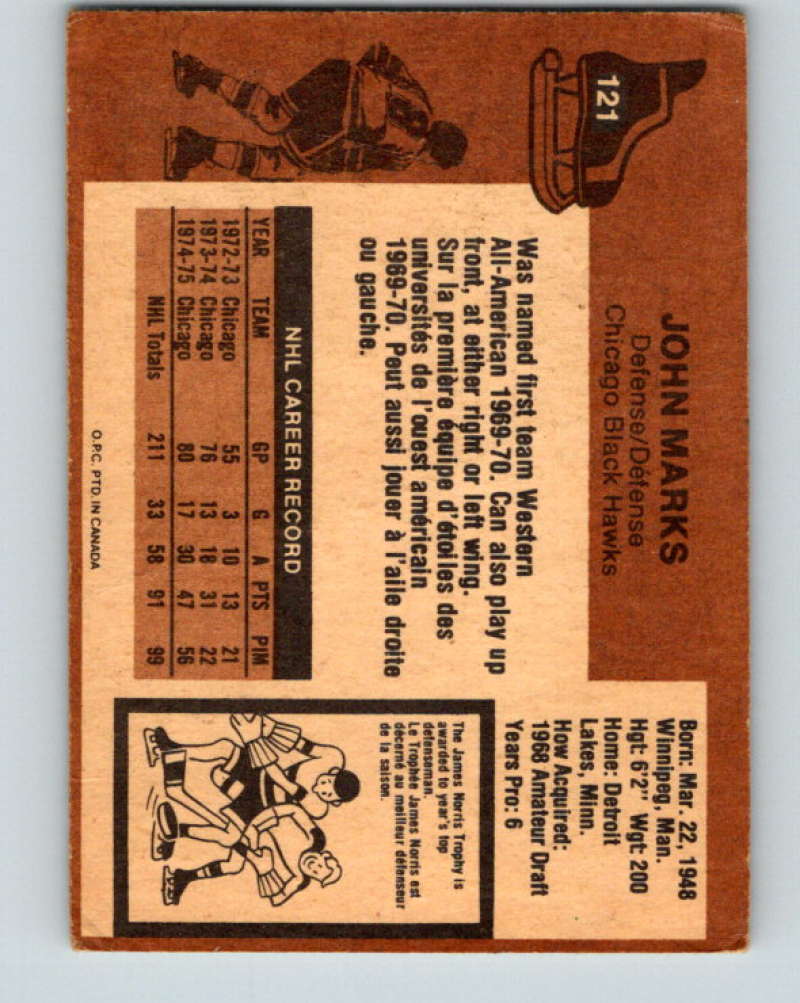 121
JOHN MARKS
Defense/Défense
Chicago Black Hawks
Born: Mar. 22, 1948
Winnipeg, Man.
Hgt: 6'2" Wgt: 200
Home: Detroit
Lakes, Minn.
How Acquired:
1968 Amateur Draft
Years Pro: 6
Was named first team Western
All-American 1969-70. Can also play up
front, at either right or left wing.
Sur la première équipe d'étoiles des
universités de l'ouest américain
1969-70. Peut aussi jouer à l'aile droite
ou gauche.
NHL CAREER RECORD
YEAR TEAM GP G A PTS PIM
1972-73 Chicago 55 3 10 13 21
1973-74 Chicago 76 13 18 31 22
1974-75 Chicago 80 17 30 47 56
NHL Totals 211 33 58 91 99
The James Norris Trophy is
awarded to year's top
defenseman.
Le Trophée James Norris est
décerné au meilleur défenseur
de la saison.
O.P.C. PTD. IN CANADA